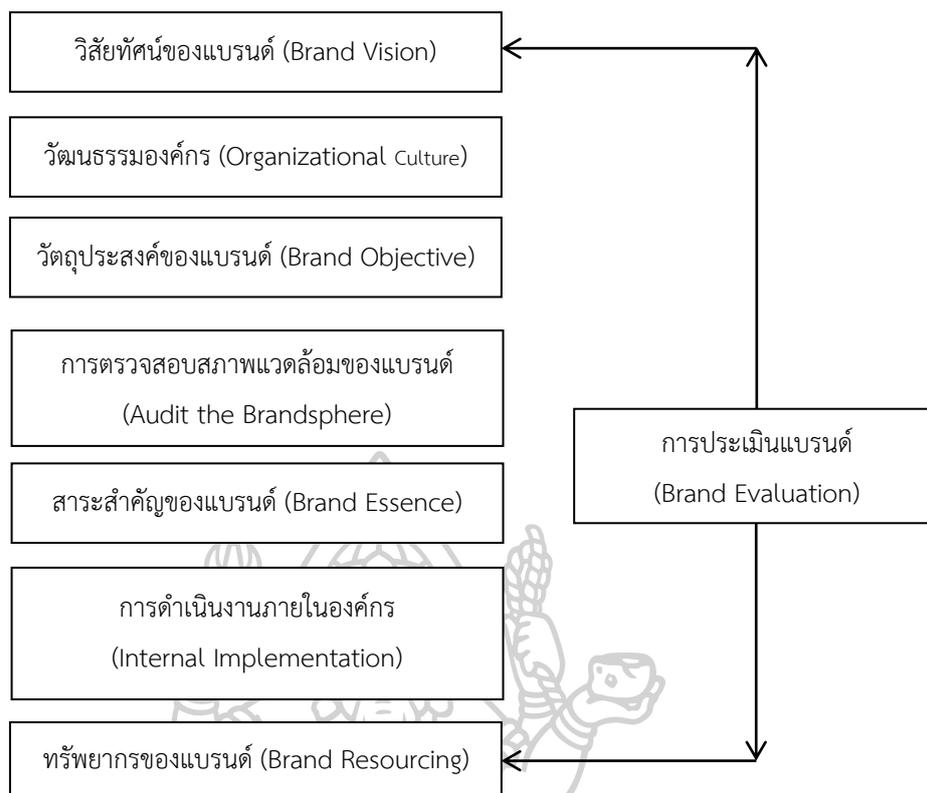 วิสัยทัศน์ของแบรนด์ (Brand Vision)
วัฒนธรรมองค์กร (Organizational Culture)
วัตถุประสงค์ของแบรนด์ (Brand Objective)
การตรวจสอบสภาพแวดล้อมของแบรนด์
(Audit the Brandsphere)
สาระสำคัญของแบรนด์ (Brand Essence)
การดำเนินงานภายในองค์กร
(Internal Implementation)
ทรัพยากรของแบรนด์ (Brand Resourcing)
การประเมินแบรนด์
(Brand Evaluation)